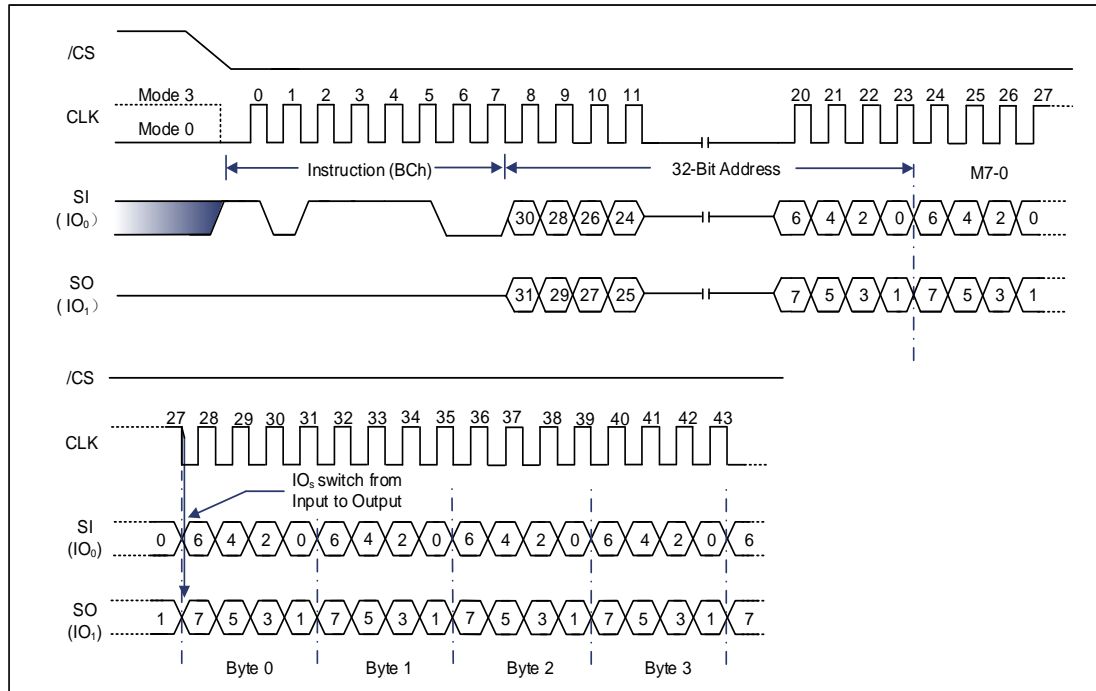 /CS
Mode 3
0 1 2 3 4 5 6 7 8 9 10 11 20 21 22 23 24 25 26 27
CLK
Mode 0
Instruction (BCh) 32-Bit Address M7-0
SI
( IO0）
30 28 26 24 6 4 2 0 6 4 2 0
SO
( IO1）
31 29 27 25 7 5 3 1 7 5 3 1
/CS
27 28 29 30 31 32 33 34 35 36 37 38 39 40 41 42 43
CLK
IOs switch from
Input to Output
SI
(IO0)
0 6 4 2 0 6 4 2 0 6 4 2 0 6 4 2 0 6
SO
(IO1)
1 7 5 3 1 7 5 3 1 7 5 3 1 7 5 3 1 7
Byte 0 Byte 1 Byte 2 Byte 3